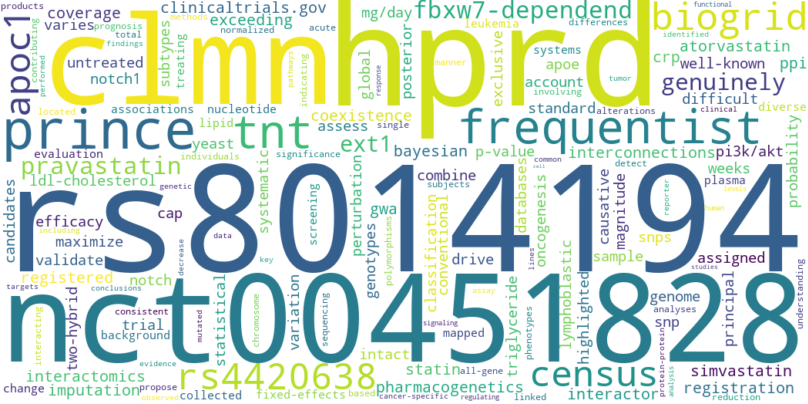 products
clinicaltrials.gov
mg/day
fbxw7-dependend
biogrid
functional
coverage
exceeding
varies
prognosis
methods
normalized
acute
leukemia
differences
identified
contributing
total
findings
performed
apoc1
clmn
hprd
untreated
notch1
subtypes
treating
pathways
indicating
global
response
posterior
exclusive
apoe
systems
manner
tumor
atorvastatin
crp
well-known
ppi
genuinely
located
associations
nucleotide
coexistence
account
involving
difficult
diverse
alterations
clinical
prince
tnt
yeast
lipid
assess
single
standard
frequentist
probability
evaluation
individuals
significance
ext1
bayesian
p-value
interconnections
pi3k/akt
pravastatin
ldl-cholesterol
genetic
systematic
combine
subjects
common
cell
detect
weeks
plasma
levels
candidates
including
efficacy
cap
data
screening
perturbation
gwa
genotypes
polymorphisms
classification
conventional
databases
lines
oncogenesis
causative
magnitude
snps
reporter
human
rs8014194
maximize
validate
decrease
key
drive
sample
assigned
studies
registered
notch
targets
conclusions
statistical
chromosome
variation
sequencing
signaling
mapped
assay
triglyceride
phenotypes
lymphoblastic
highlighted
genome
analyses
principal
understanding
nct00451828
interacting
two-hybrid
consistent
trial
background
mutated
evidence
snp
protein-protein
analysis
interactomics
change
imputation
propose
observed
collected
rs4420638
fixed-effects
based
intact
statin
all-gene
pharmacogenetics
cancer-specific
regulating
linked
census
interactor
simvastatin
registration
reduction